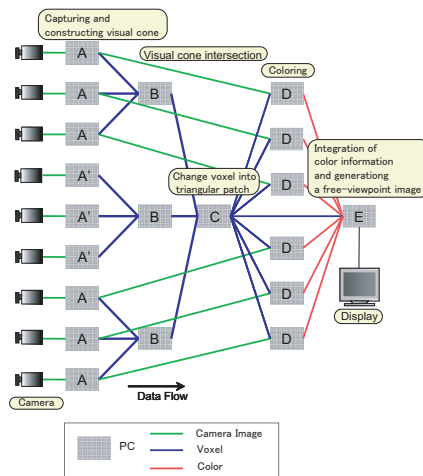 Capturing and
constructing visual cone
Visual cone intersection
Coloring
A
A
B
D
A
D
Integration of
color information
and generationg
a free-viewpoint image
A'
Change voxel into
triangular patch
D
A'
B
C
E
A'
D
A
D
A
B
D
Display
A
Camera
Data Flow
PC
Camera Image
Voxel
Color